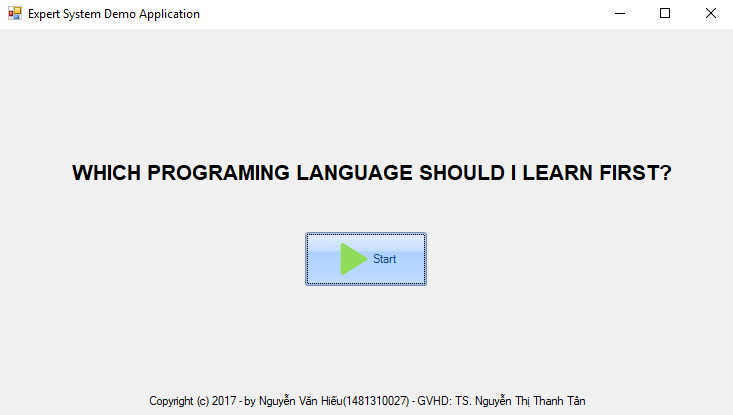 Expert System Demo Application
WHICH PROGRAMING LANGUAGE SHOULD I LEARN FIRST?
Start
Copyright (c) 2017 - by Nguyễn Văn Hiếu(1481310027) - GVHD: TS. Nguyễn Thị Thanh Tân